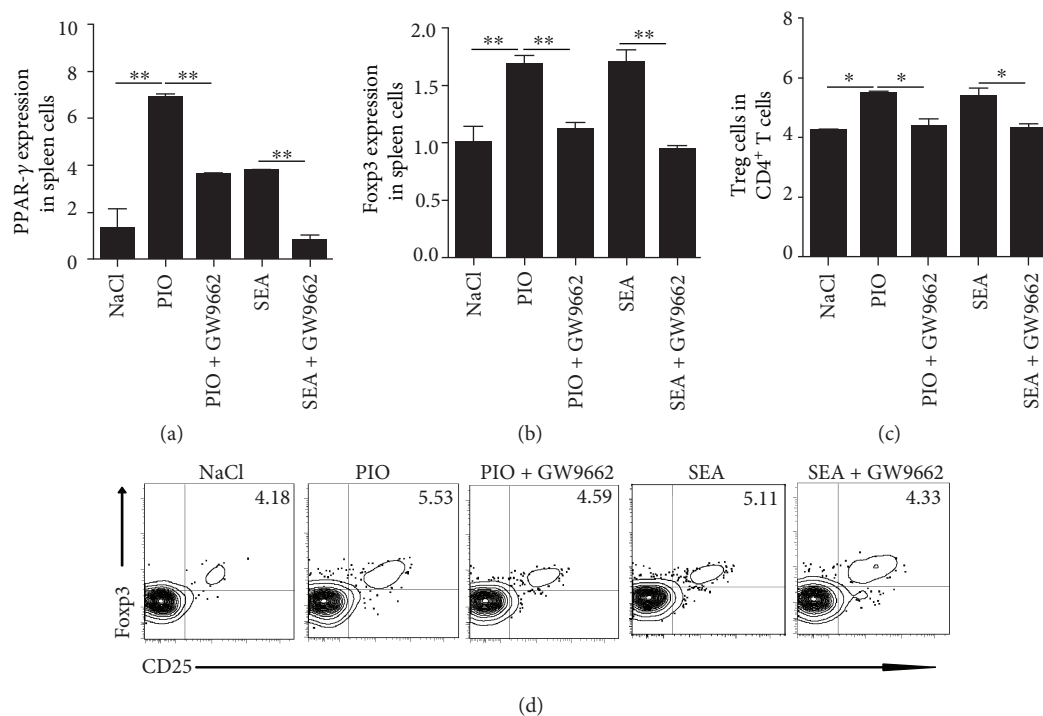 PPAR-γ expression
in spleen cells
10
8
6
4
2
0
**
**
**
NaCl
PIO
PIO + GW9662
SEA
SEA + GW9662
(a)
Foxp3 expression
in spleen cells
2.0
1.5
1.0
0.5
0.0
**
**
**
NaCl
PIO
PIO + GW9662
SEA
SEA + GW9662
(b)
Treg cells in
CD4⁺ T cells
8
6
4
2
0
*
*
*
NaCl
PIO
PIO + GW9662
SEA
SEA + GW9662
(c)
NaCl
PIO
PIO + GW9662
SEA
SEA + GW9662
4.18
5.53
4.59
5.11
4.33
Foxp3
CD25
(d)